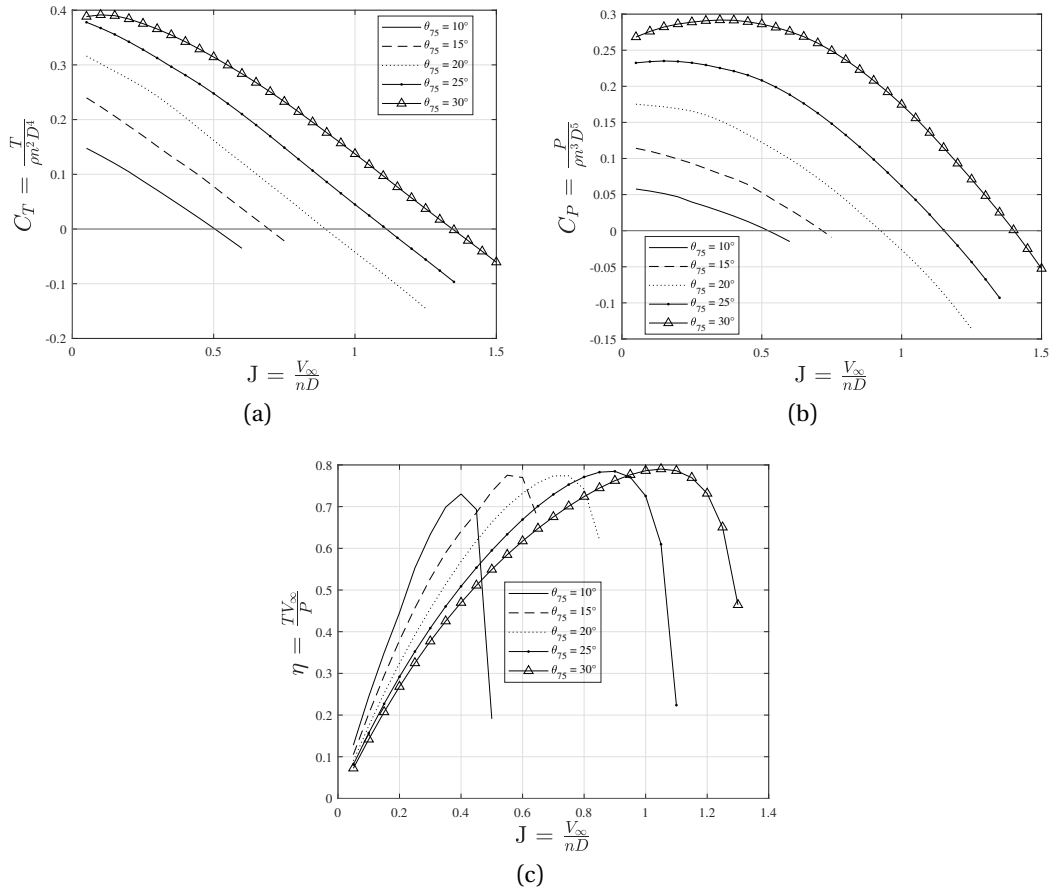 0.4
0.3
0.2
0.1
0
-0.1
-0.2
0
0.5
1
1.5
C_T = T/ρn²D⁴
J = V∞/nD
θ75 = 10°
θ75 = 15°
θ75 = 20°
θ75 = 25°
θ75 = 30°
(a)
0.3
0.25
0.2
0.15
0.1
0.05
0
-0.05
-0.1
-0.15
0
0.5
1
1.5
C_P = P/ρn³D⁵
J = V∞/nD
θ75 = 10°
θ75 = 15°
θ75 = 20°
θ75 = 25°
θ75 = 30°
(b)
0.8
0.7
0.6
0.5
0.4
0.3
0.2
0.1
0
0
0.2
0.4
0.6
0.8
1
1.2
1.4
η = TV∞/P
J = V∞/nD
θ75 = 10°
θ75 = 15°
θ75 = 20°
θ75 = 25°
θ75 = 30°
(c)